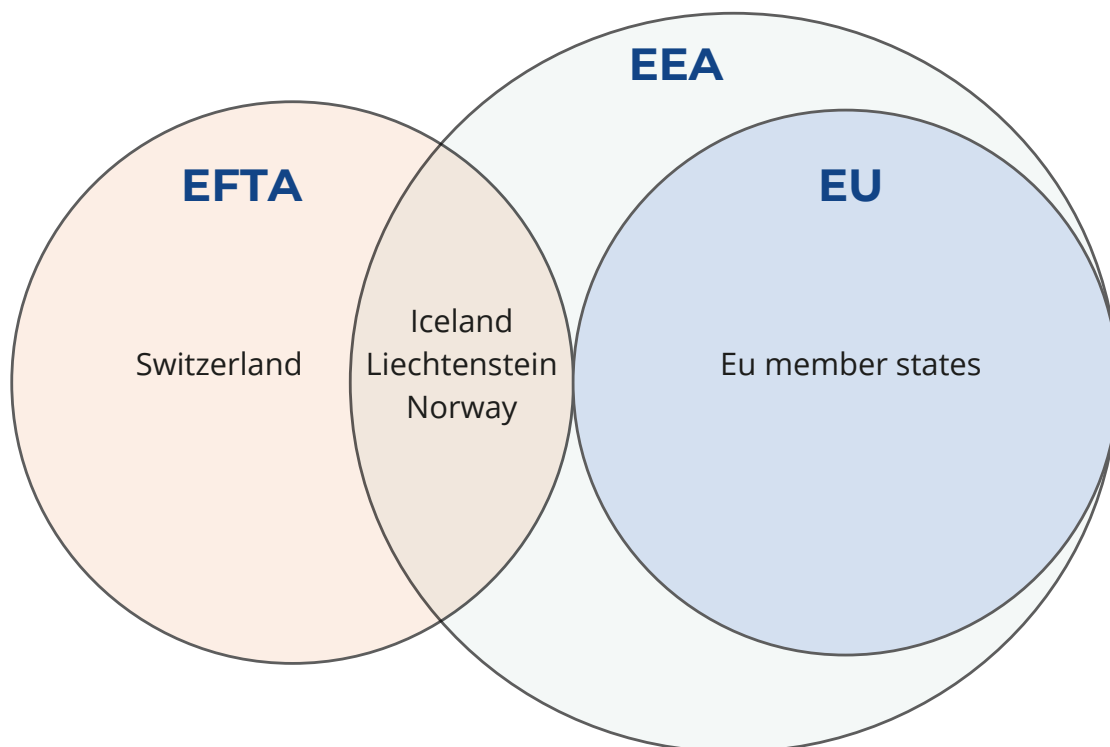 EEA
EFTA
EU
Switzerland
Iceland
Liechtenstein
Norway
Eu member states